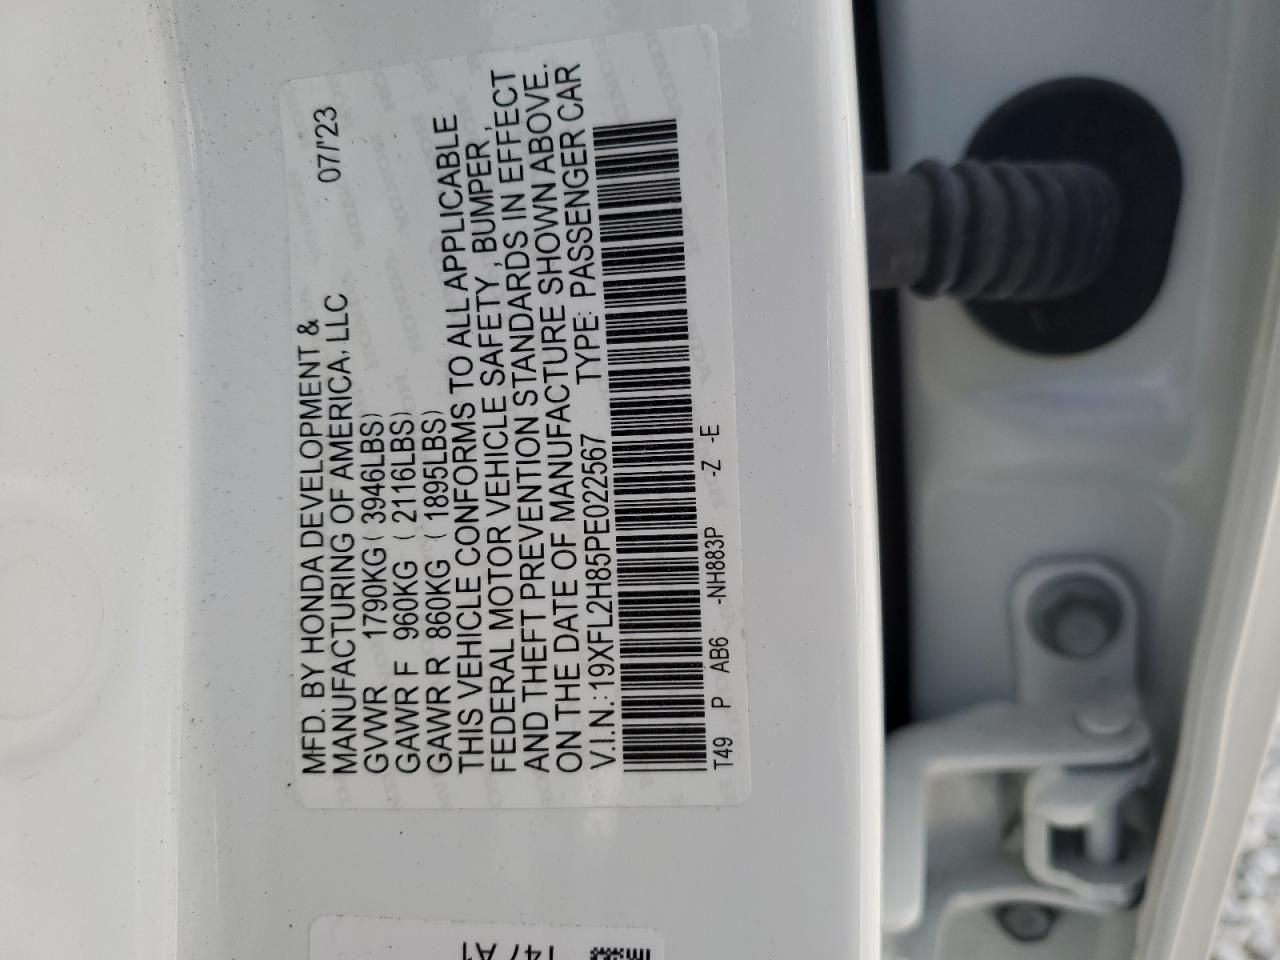 MFD. BY HONDA DEVELOPMENT &
MANUFACTURING OF AMERICA, LLC 07/'23
GVWR 1790KG ( 3946LBS)
GAWR F 960KG ( 2116LBS)
GAWR R 860KG ( 1895LBS)
THIS VEHICLE CONFORMS TO ALL APPLICABLE
FEDERAL MOTOR VEHICLE SAFETY , BUMPER ,
AND THEFT PREVENTION STANDARDS IN EFFECT
ON THE DATE OF MANUFACTURE SHOWN ABOVE.
V.I.N.: 19XFL2H85PE022567 TYPE: PASSENGER CAR
T49 P AB6 -NH883P -Z -E
147 A1